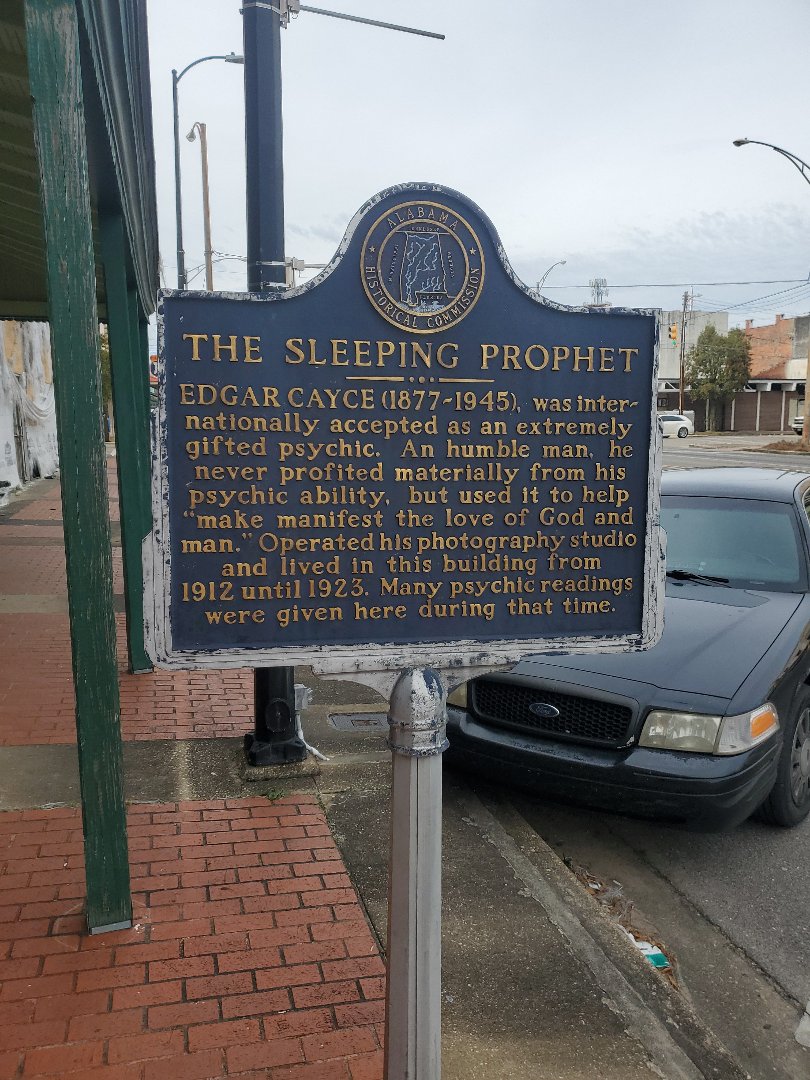 ALABAMA
HISTORICAL COMMISSION
THE SLEEPING PROPHET
EDGAR CAYCE (1877-1945), was inter-
nationally accepted as an extremely
gifted psychic. An humble man, he
never profited materially from his
psychic ability, but used it to help
"make manifest the love of God and
man." Operated his photography studio
and lived in this building from
1912 until 1923. Many psychic readings
were given here during that time.
Ford